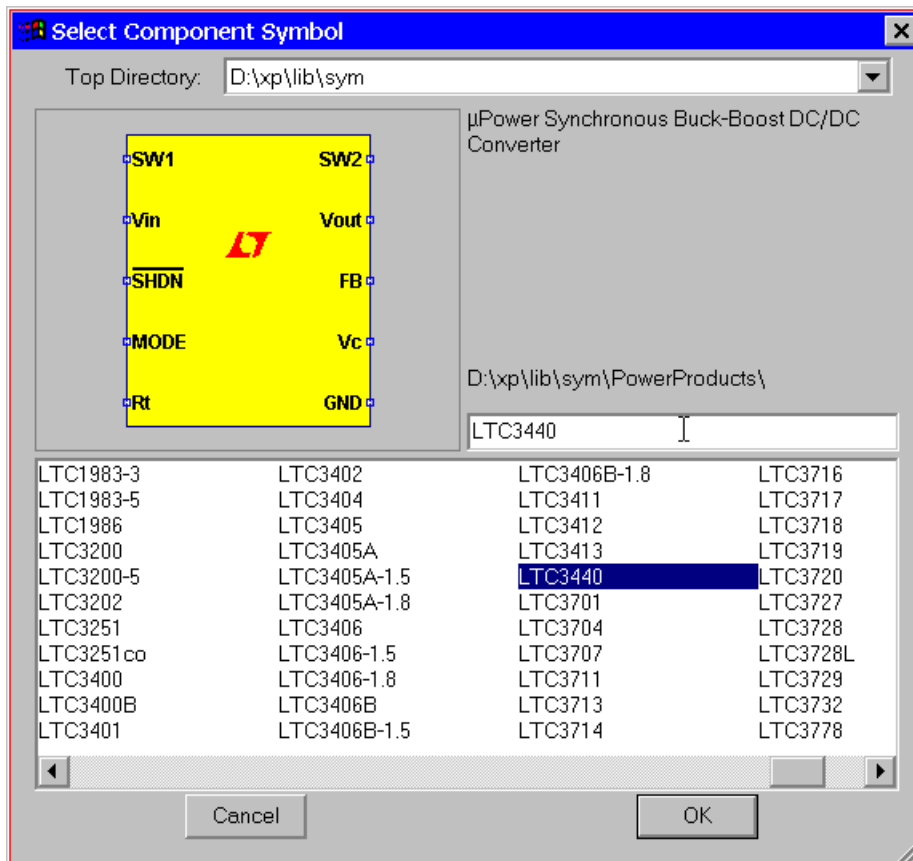 Select Component Symbol
Top Directory: D:\xp\lib\sym
µPower Synchronous Buck-Boost DC/DC
Converter
SW1 SW2
Vin Vout
SHDN FB
MODE Vc
Rt GND
D:\xp\lib\sym\PowerProducts\
LTC3440
LTC1983-3 LTC3402 LTC3406B-1.8 LTC3716
LTC1983-5 LTC3404 LTC3411 LTC3717
LTC1986 LTC3405 LTC3412 LTC3718
LTC3200 LTC3405A LTC3413 LTC3719
LTC3200-5 LTC3405A-1.5 LTC3440 LTC3720
LTC3202 LTC3405A-1.8 LTC3701 LTC3727
LTC3251 LTC3406 LTC3704 LTC3728
LTC3251co LTC3406-1.5 LTC3707 LTC3728L
LTC3400 LTC3406-1.8 LTC3711 LTC3729
LTC3400B LTC3406B LTC3713 LTC3732
LTC3401 LTC3406B-1.5 LTC3714 LTC3778
Cancel OK